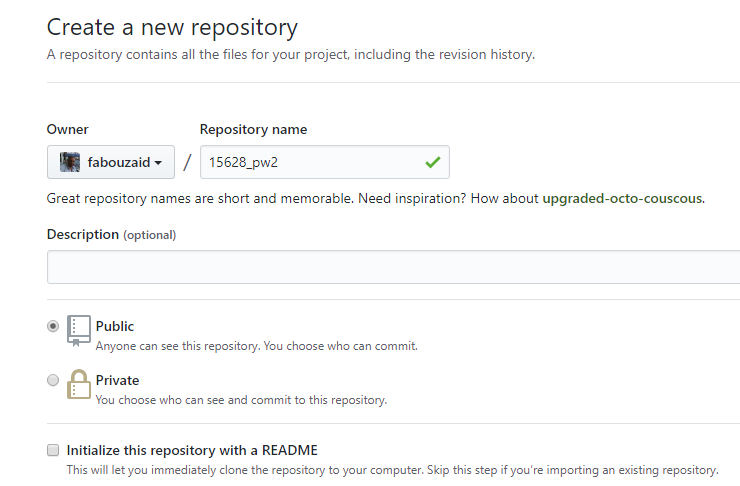 Create a new repository
A repository contains all the files for your project, including the revision history.
Owner
Repository name
fabouzaid / 15628_pw2
Great repository names are short and memorable. Need inspiration? How about upgraded-octo-couscous.
Description (optional)
Public
Anyone can see this repository. You choose who can commit.
Private
You choose who can see and commit to this repository.
Initialize this repository with a README
This will let you immediately clone the repository to your computer. Skip this step if you’re importing an existing repository.